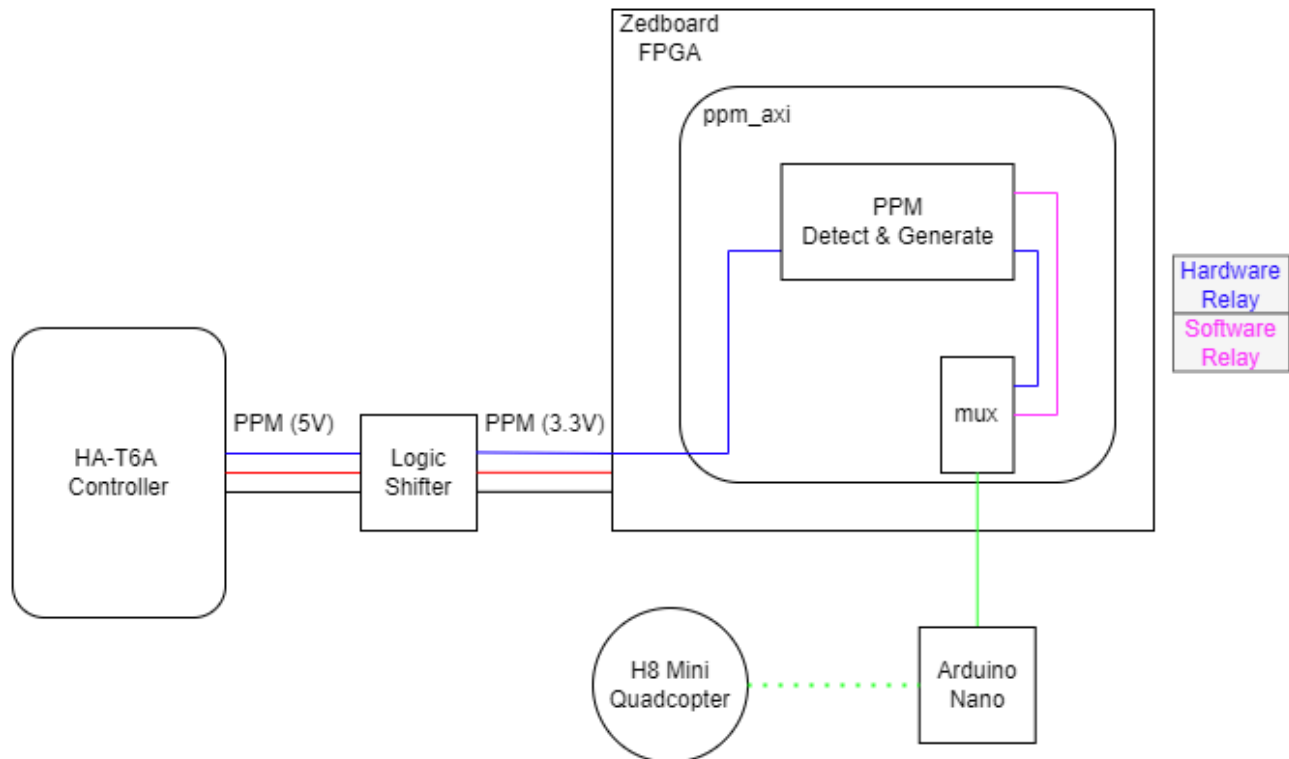 Zedboard
FPGA
ppm_axi
PPM
Detect & Generate
Hardware
Relay
Software
Relay
mux
HA-T6A
Controller
PPM (5V)
Logic
Shifter
PPM (3.3V)
H8 Mini
Quadcopter
Arduino
Nano